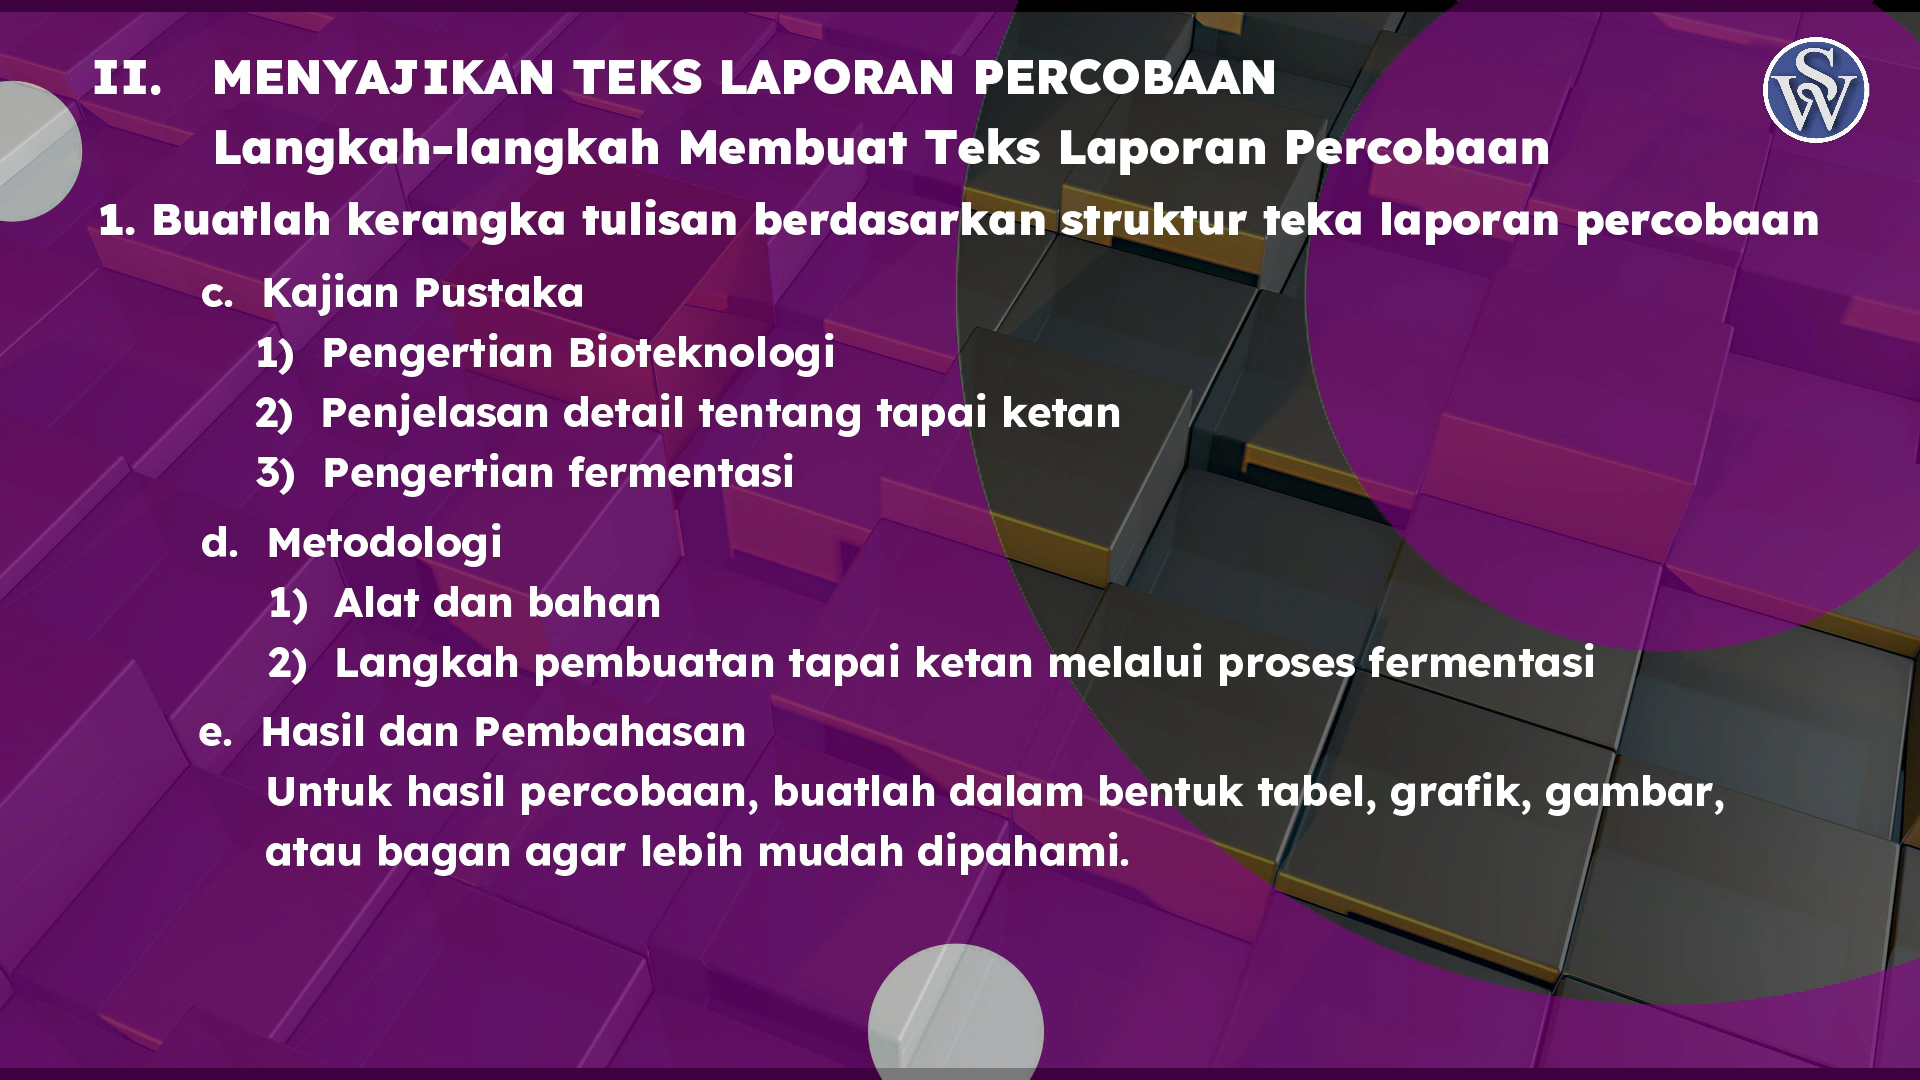 II. MENYAJIKAN TEKS LAPORAN PERCOBAAN
Langkah-langkah Membuat Teks Laporan Percobaan
1. Buatlah kerangka tulisan berdasarkan struktur teka laporan percobaan
c. Kajian Pustaka
1) Pengertian Bioteknologi
2) Penjelasan detail tentang tapai ketan
3) Pengertian fermentasi
d. Metodologi
1) Alat dan bahan
2) Langkah pembuatan tapai ketan melalui proses fermentasi
e. Hasil dan Pembahasan
Untuk hasil percobaan, buatlah dalam bentuk tabel, grafik, gambar,
atau bagan agar lebih mudah dipahami.
SW